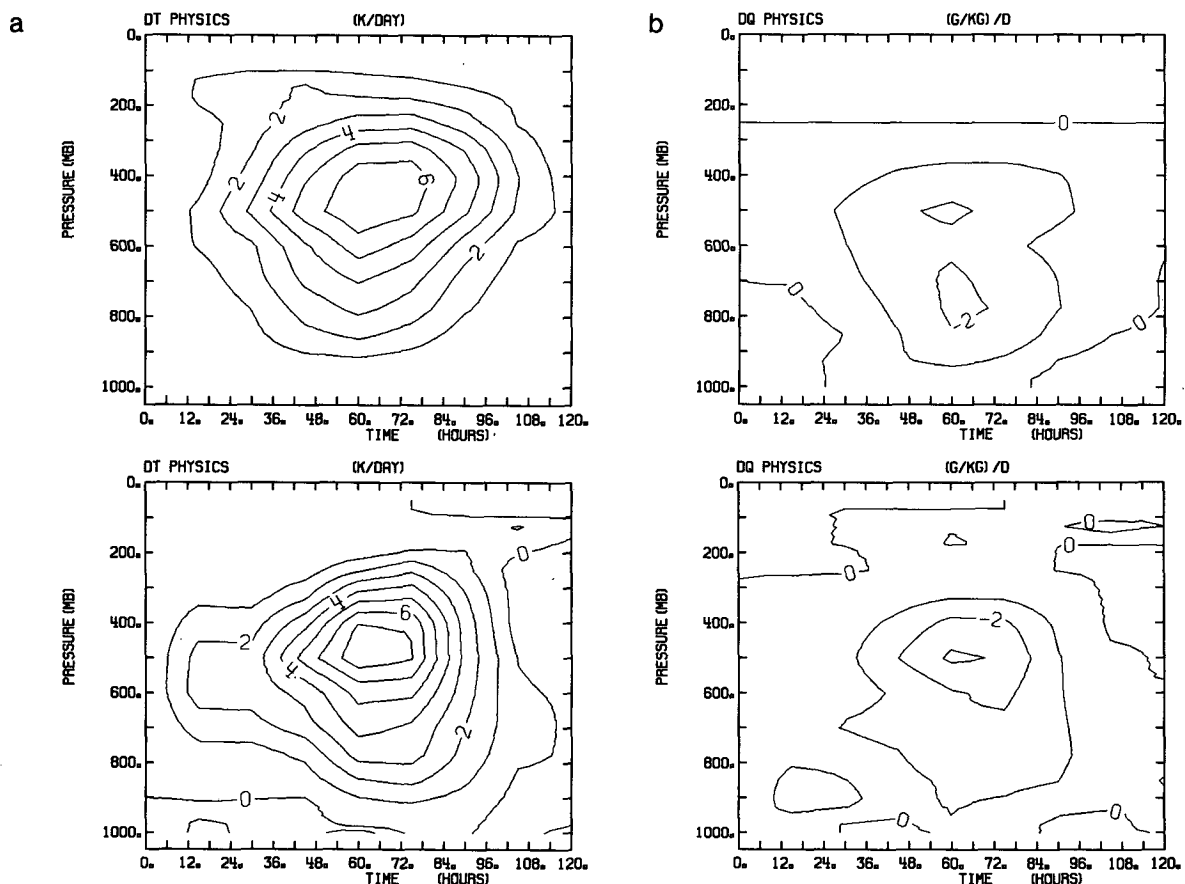 a
DT PHYSICS (K/DAY)
0.
200.
400.
600.
800.
1000.
PRESSURE (MB)
2
4
2
4
6
2
0. 12. 24. 36. 48. 60. 72. 84. 96. 108. 120.
TIME (HOURS)
b
DQ PHYSICS (G/KG)/D
0.
200.
400.
600.
800.
1000.
PRESSURE (MB)
0
0
-2
0
0. 12. 24. 36. 48. 60. 72. 84. 96. 108. 120.
TIME (HOURS)
DT PHYSICS (K/DAY)
0.
200.
400.
600.
800.
1000.
PRESSURE (MB)
0
4
6
2
4
2
0
0. 12. 24. 36. 48. 60. 72. 84. 96. 108. 120.
TIME (HOURS)
DQ PHYSICS (G/KG)/D
0.
200.
400.
600.
800.
1000.
PRESSURE (MB)
0
0
0
-2
0
0
0. 12. 24. 36. 48. 60. 72. 84. 96. 108. 120.
TIME (HOURS)